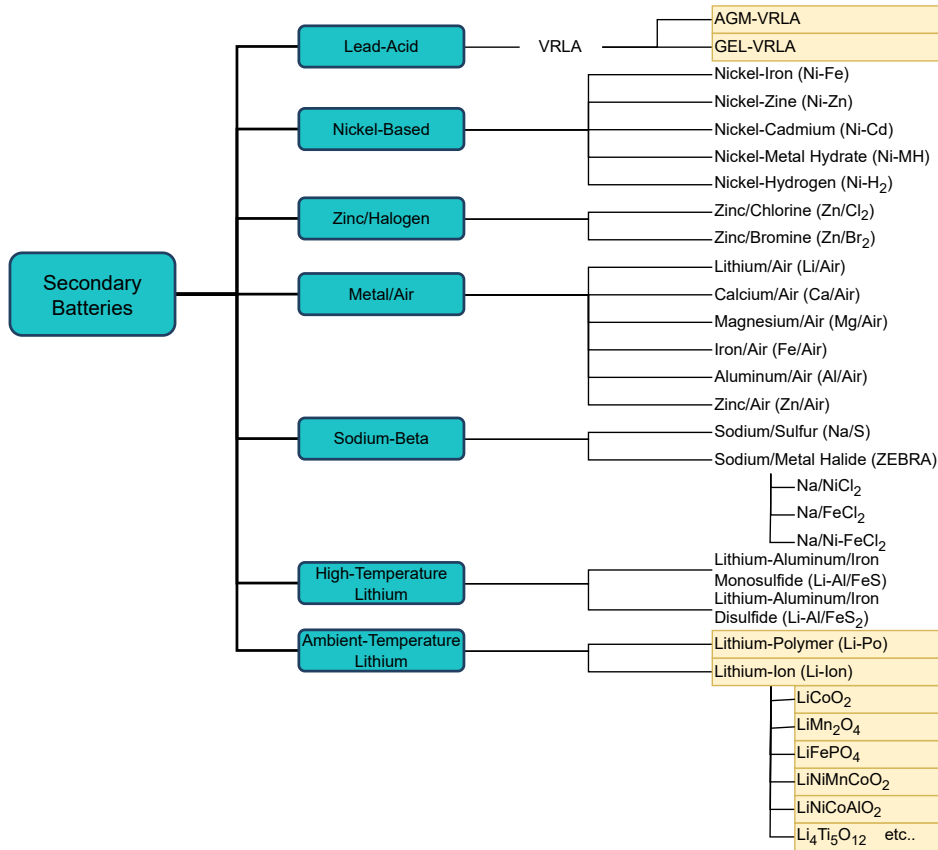 Secondary
Batteries
Lead-Acid
VRLA
AGM-VRLA
GEL-VRLA
Nickel-Based
Nickel-Iron (Ni-Fe)
Nickel-Zine (Ni-Zn)
Nickel-Cadmium (Ni-Cd)
Nickel-Metal Hydrate (Ni-MH)
Nickel-Hydrogen (Ni-H₂)
Zinc/Halogen
Zinc/Chlorine (Zn/Cl₂)
Zinc/Bromine (Zn/Br₂)
Metal/Air
Lithium/Air (Li/Air)
Calcium/Air (Ca/Air)
Magnesium/Air (Mg/Air)
Iron/Air (Fe/Air)
Aluminum/Air (Al/Air)
Zinc/Air (Zn/Air)
Sodium-Beta
Sodium/Sulfur (Na/S)
Sodium/Metal Halide (ZEBRA)
Na/NiCl₂
Na/FeCl₂
Na/Ni-FeCl₂
High-Temperature
Lithium
Lithium-Aluminum/Iron
Monosulfide (Li-Al/FeS)
Lithium-Aluminum/Iron
Disulfide (Li-Al/FeS₂)
Ambient-Temperature
Lithium
Lithium-Polymer (Li-Po)
Lithium-Ion (Li-Ion)
LiCoO₂
LiMn₂O₄
LiFePO₄
LiNiMnCoO₂
LiNiCoAlO₂
Li₄Ti₅O₁₂ etc..